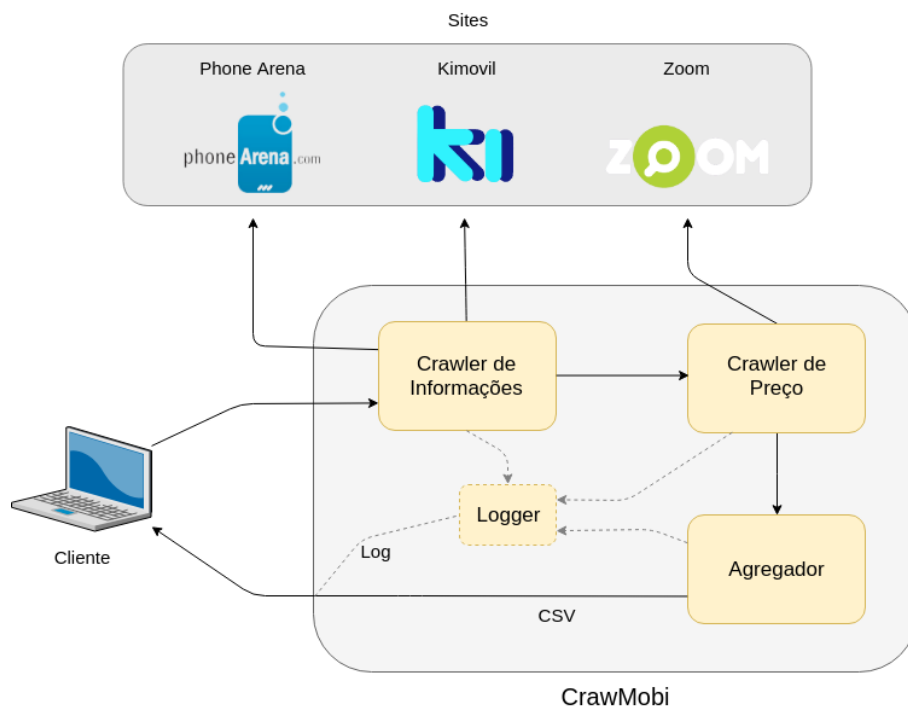 Sites
Phone Arena
Kimovil
Zoom
phoneArena.com
ki
ZOOM
Crawler de
Informações
Crawler de
Preço
Logger
Log
Agregador
Cliente
CSV
CrawMobi